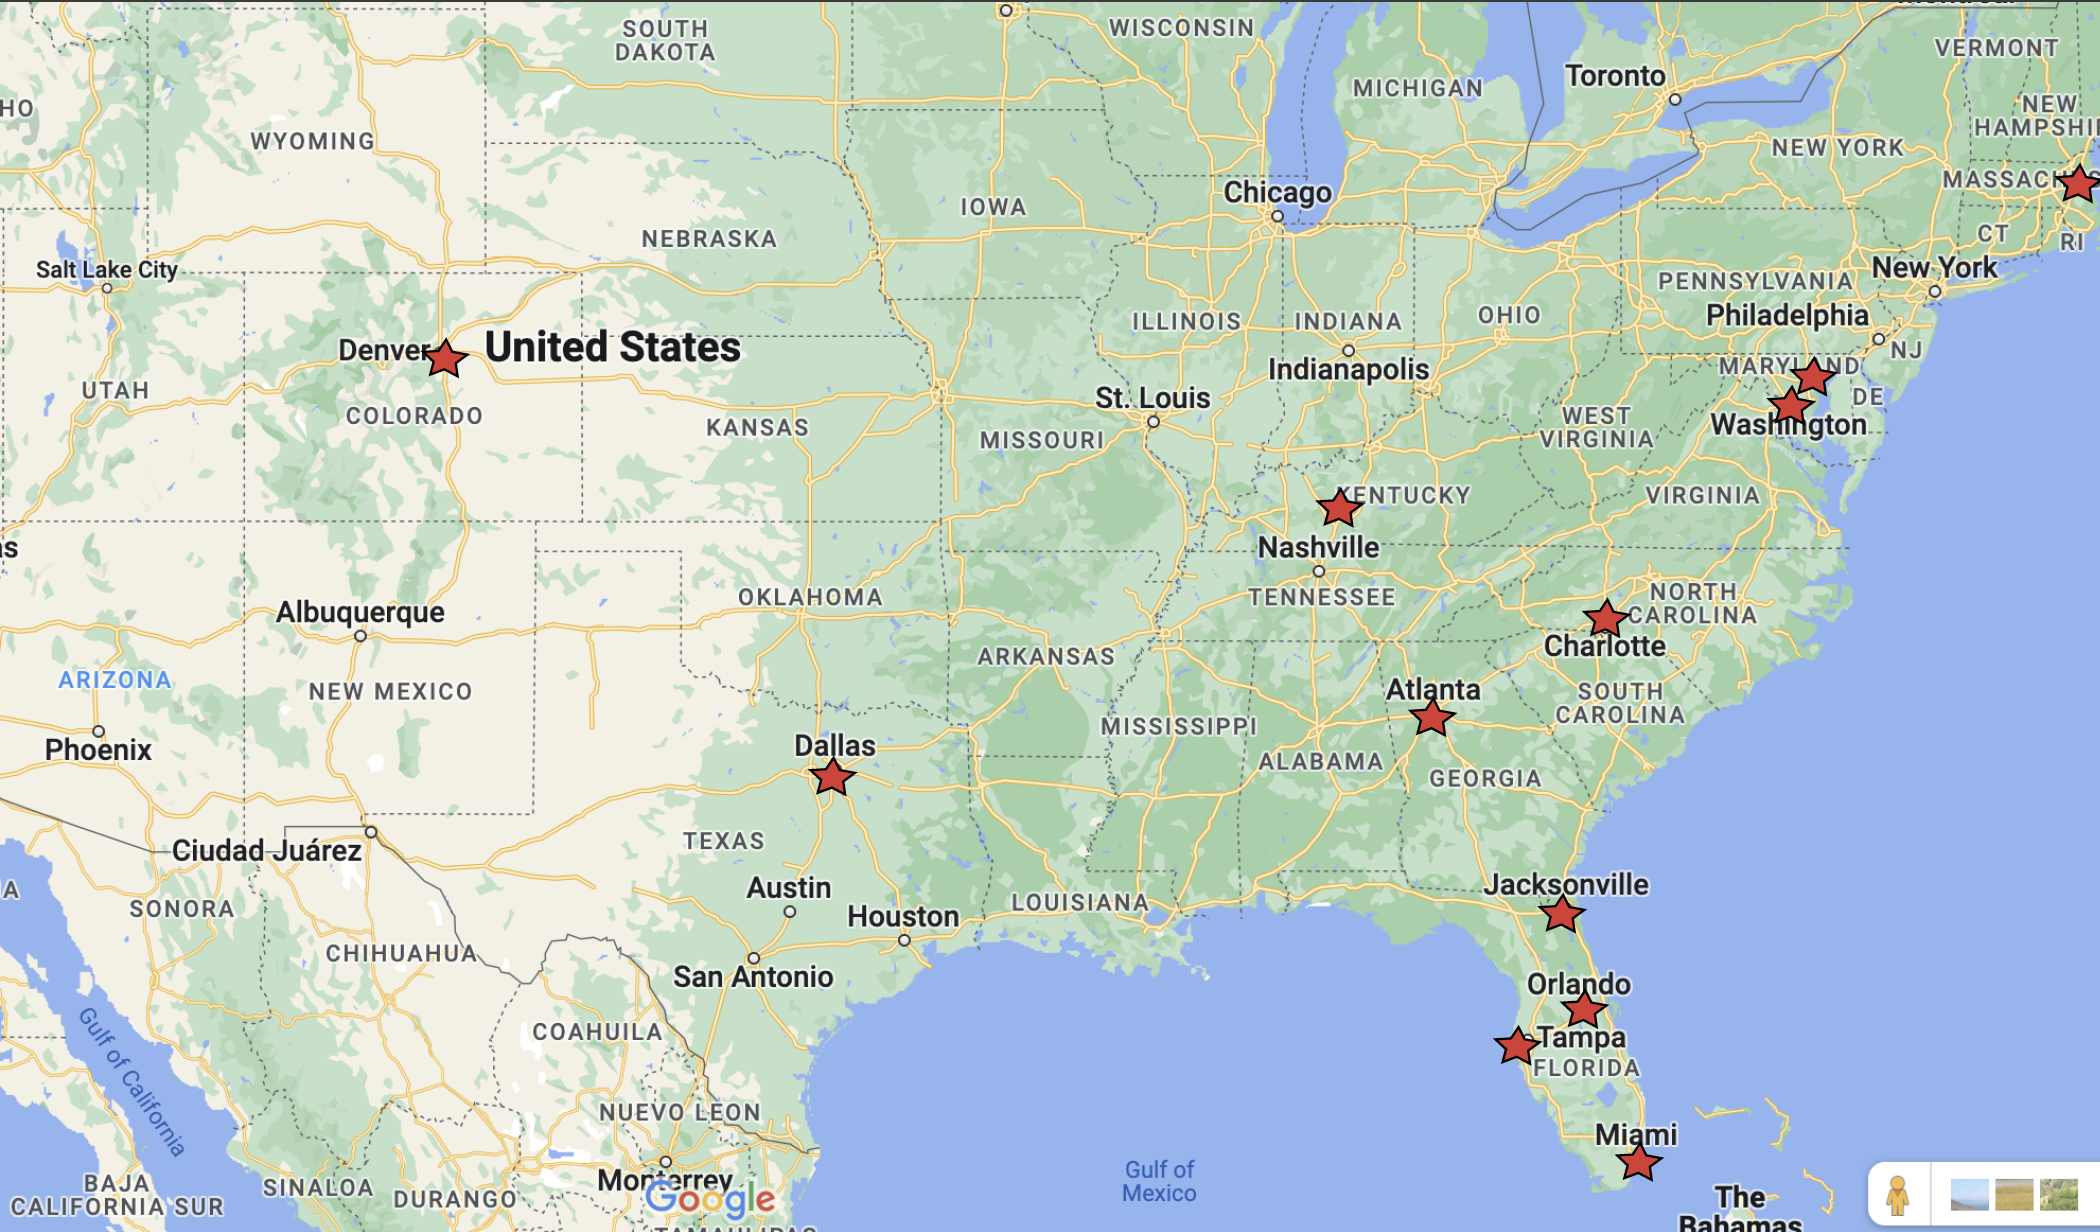 SOUTH
DAKOTA
WISCONSIN
MICHIGAN
Toronto
VERMONT
NEW
HAMPSHI
HO
WYOMING
NEW YORK
MASSACH
S
Chicago
IOWA
NEBRASKA
CT
RI
Salt Lake City
PENNSYLVANIA
New York
Philadelphia
NJ
ILLINOIS
INDIANA
OHIO
Denver
United States
Indianapolis
MARYLAND
DE
UTAH
COLORADO
St. Louis
KANSAS
MISSOURI
WEST
VIRGINIA
Washington
KENTUCKY
VIRGINIA
as
Nashville
TENNESSEE
OKLAHOMA
Albuquerque
NORTH
CAROLINA
Charlotte
ARKANSAS
ARIZONA
NEW MEXICO
Atlanta
SOUTH
CAROLINA
MISSISSIPPI
Phoenix
Dallas
ALABAMA
GEORGIA
TEXAS
Ciudad Juárez
Austin
Jacksonville
IA
SONORA
LOUISIANA
Houston
CHIHUAHUA
San Antonio
Orlando
COAHUILA
Tampa
FLORIDA
Gulf of California
NUEVO LEON
Miami
Gulf of
Mexico
Monterrey
Google
BAJA
CALIFORNIA SUR
SINALOA
DURANGO
The
Bahamas
TAMAULIPAS